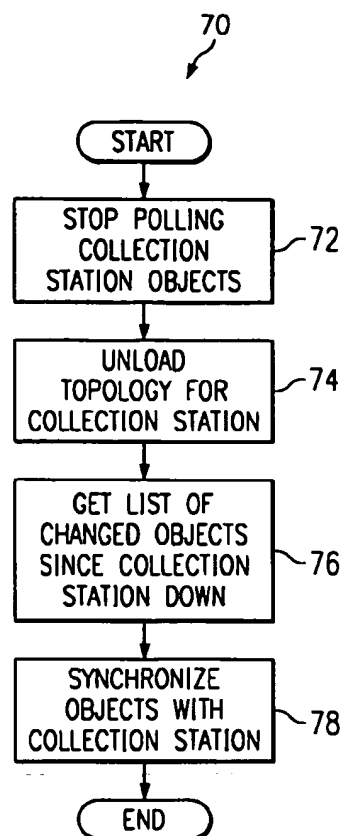 70
START
STOP POLLING
COLLECTION
STATION OBJECTS
72
UNLOAD
TOPOLOGY FOR
COLLECTION STATION
74
GET LIST OF
CHANGED OBJECTS
SINCE COLLECTION
STATION DOWN
76
SYNCHRONIZE
OBJECTS WITH
COLLECTION STATION
78
END